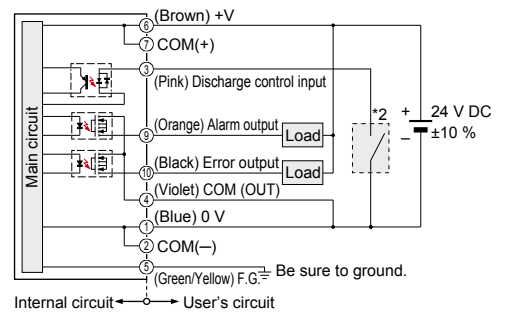 (Brown) +V
6
7 COM(+)
3
(Pink) Discharge control input
Main circuit
*2
+ 24 V DC
– ±10 %
(Orange) Alarm output
9
Load
(Black) Error output
10
Load
(Violet) COM (OUT)
4
(Blue) 0 V
1
2 COM(—)
5
(Green/Yellow) F.G. Be sure to ground.
Internal circuit User's circuit